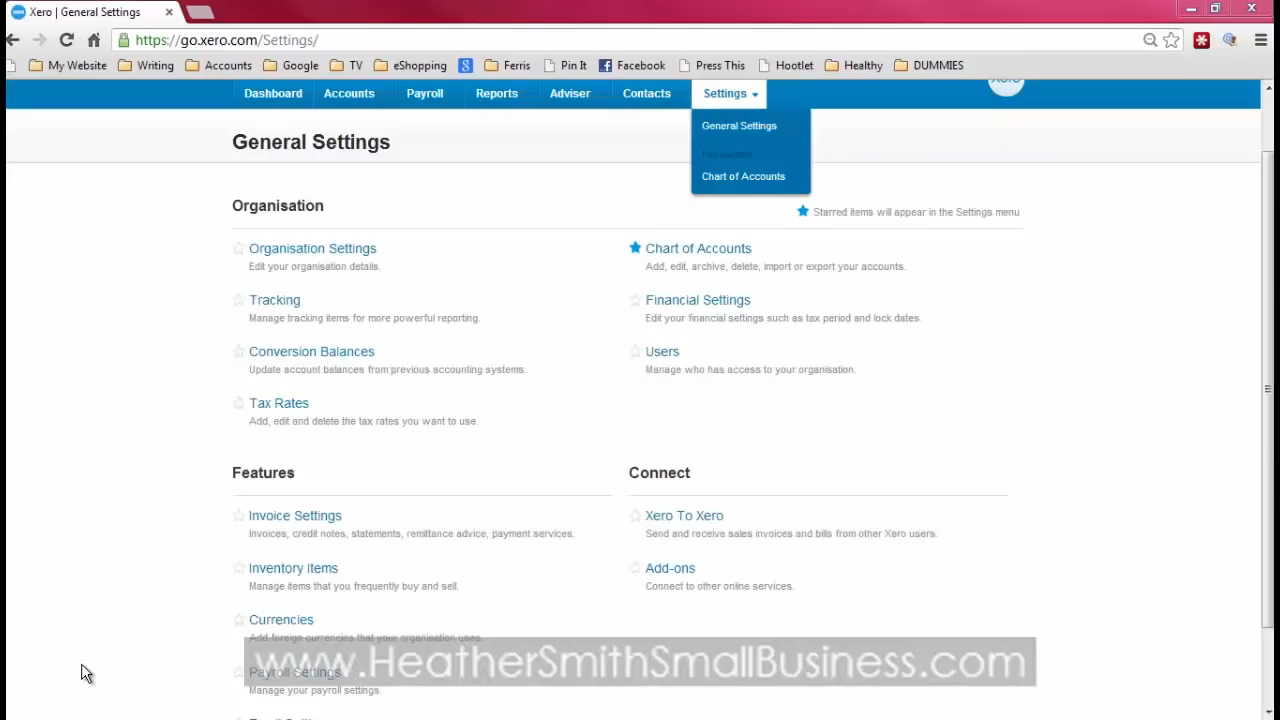 Xero | General Settings
https://go.xero.com/Settings/
My Website Writing Accounts Google TV eShopping Ferris Pin It Facebook Press This Hootlet Healthy DUMMIES
Dashboard Accounts Payroll Reports Adviser Contacts Settings
General Settings
Chart of Accounts
General Settings
Organisation
Starred items will appear in the Settings menu
Organisation Settings
Edit your organisation details.
Chart of Accounts
Add, edit, archive, delete, import or export your accounts.
Tracking
Manage tracking items for more powerful reporting.
Financial Settings
Edit your financial settings such as tax period and lock dates.
Conversion Balances
Update account balances from previous accounting systems.
Users
Manage who has access to your organisation.
Tax Rates
Add, edit and delete the tax rates you want to use.
Features
Connect
Invoice Settings
Invoices, credit notes, statements, remittance advice, payment services.
Xero To Xero
Send and receive sales invoices and bills from other Xero users.
Inventory Items
Manage items that you frequently buy and sell.
Add-ons
Connect to other online services.
Currencies
Add foreign currencies that your organisation uses.
www.HeatherSmithSmallBusiness.com
Payroll Settings
Manage your payroll settings.